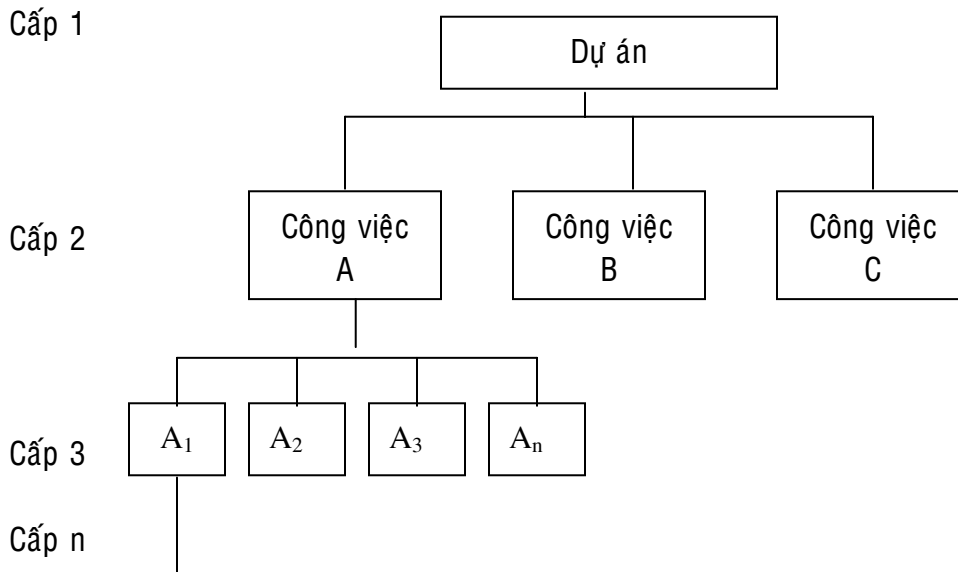 Cấp 1
Dự án
Cấp 2
Công việc
A
Công việc
B
Công việc
C
Cấp 3
A₁
A₂
A₃
Aₙ
Cấp n